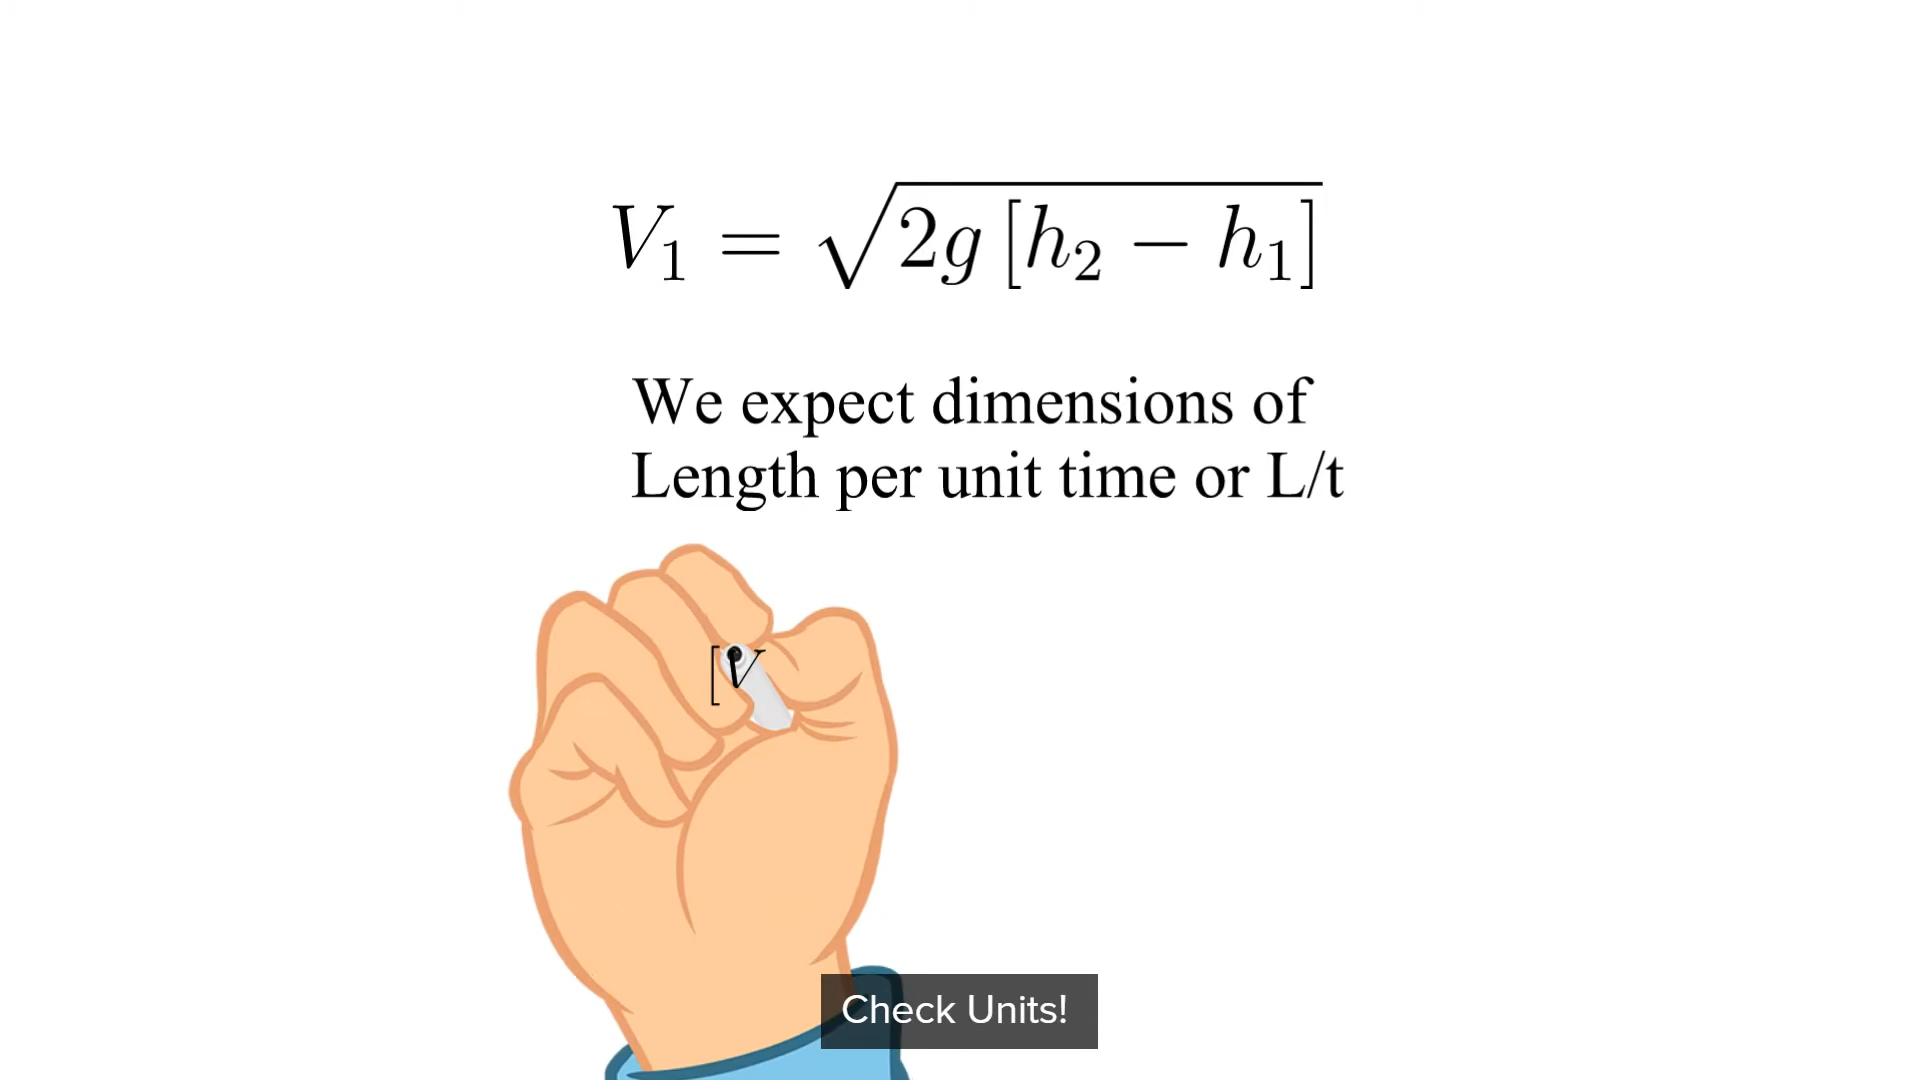 V₁ = √2g [h₂ − h₁]
We expect dimensions of
Length per unit time or L/t
[V
Check Units!